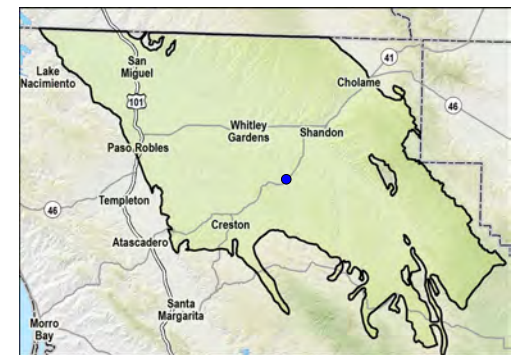 San
Miguel
41
Lake
Nacimiento
Cholame
101
46
Whitley
Gardens
Shandon
Paso Robles
Templeton
46
Creston
Atascadero
Santa
Margarita
Morro
Bay